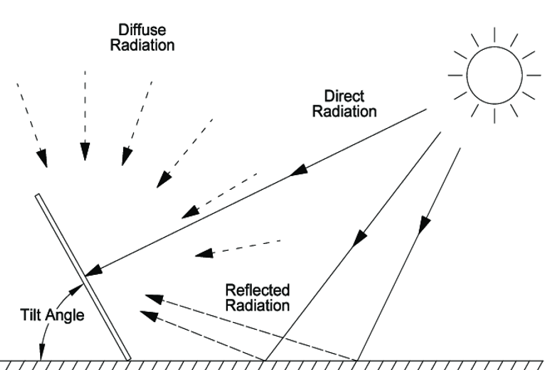 Diffuse
Radiation
Direct
Radiation
Reflected
Radiation
Tilt Angle